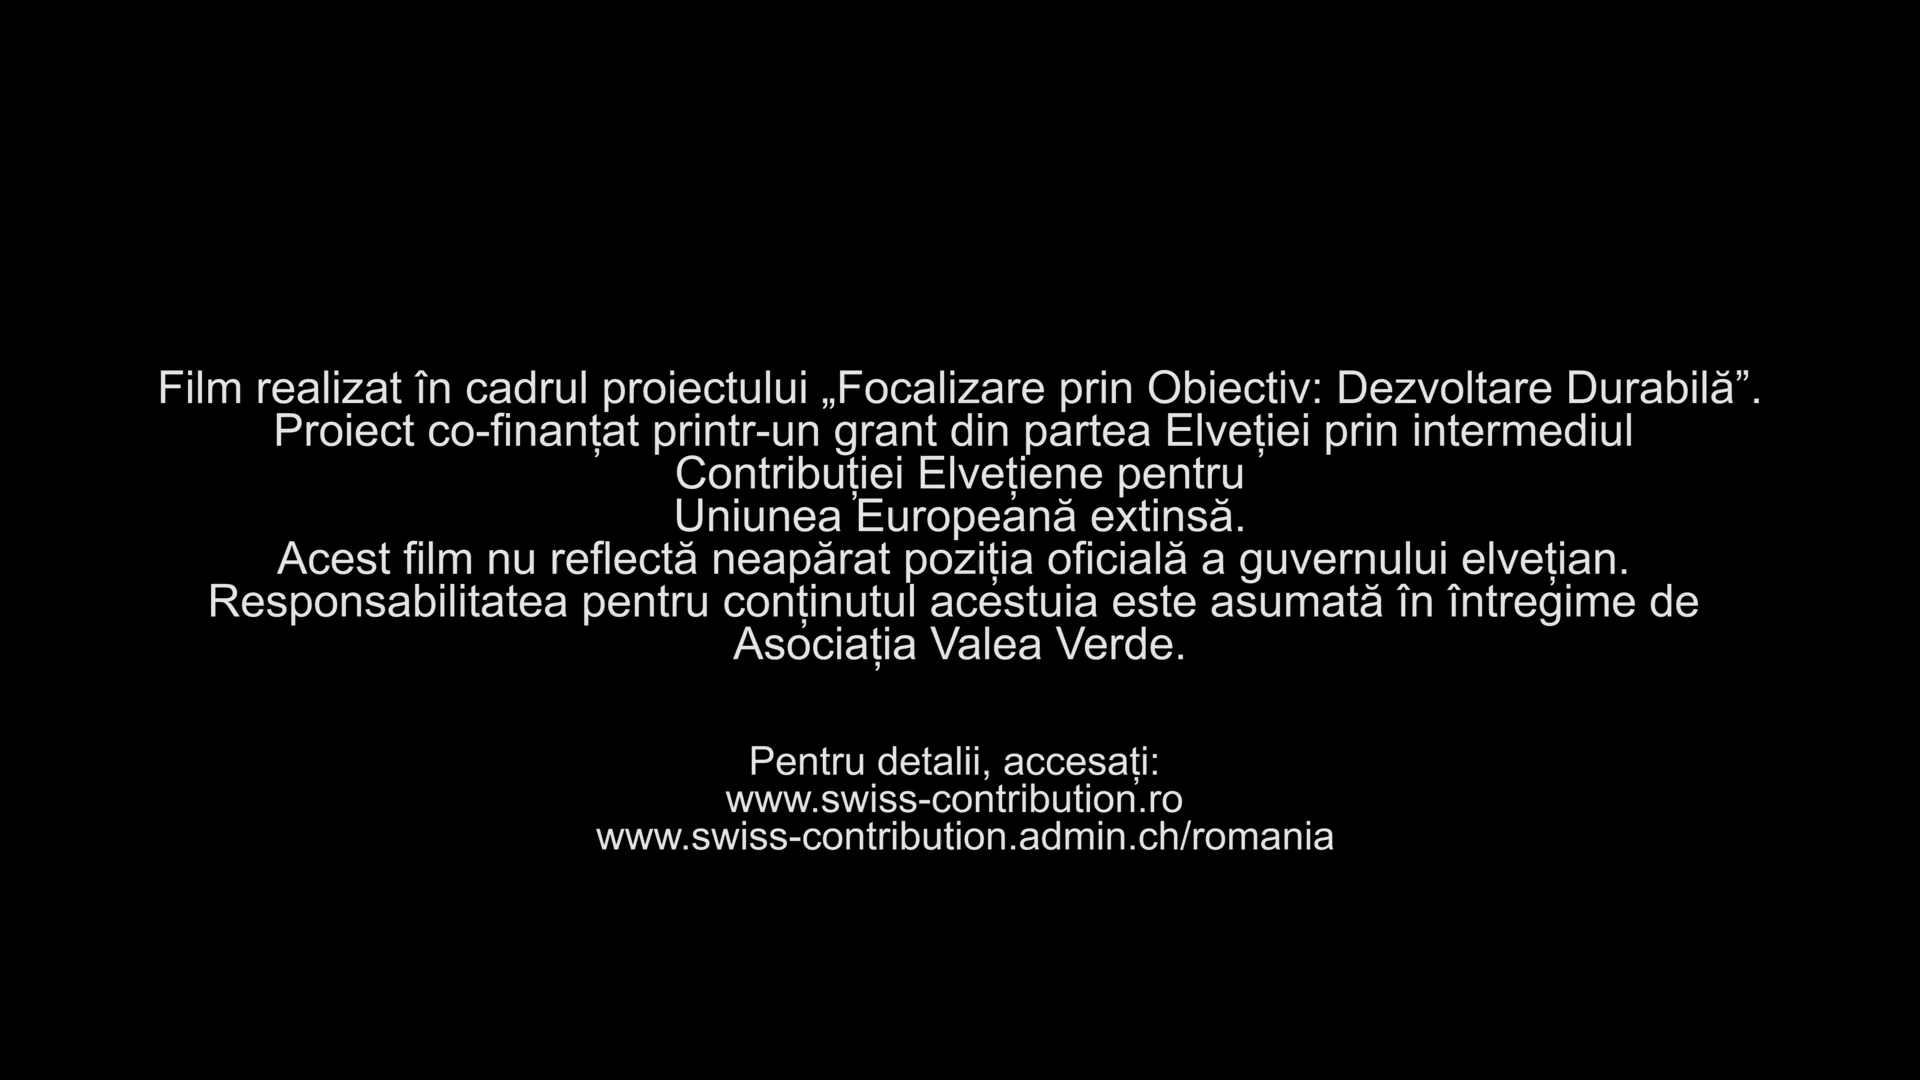 Film realizat în cadrul proiectului „Focalizare prin Obiectiv: Dezvoltare Durabilă”.
Proiect co-finanțat printr-un grant din partea Elveției prin intermediul
Contribuției Elvețiene pentru
Uniunea Europeană extinsă.
Acest film nu reflectă neapărat poziția oficială a guvernului elvețian.
Responsabilitatea pentru conținutul acestuia este asumată în întregime de
Asociația Valea Verde.
Pentru detalii, accesați:
www.swiss-contribution.ro
www.swiss-contribution.admin.ch/romania